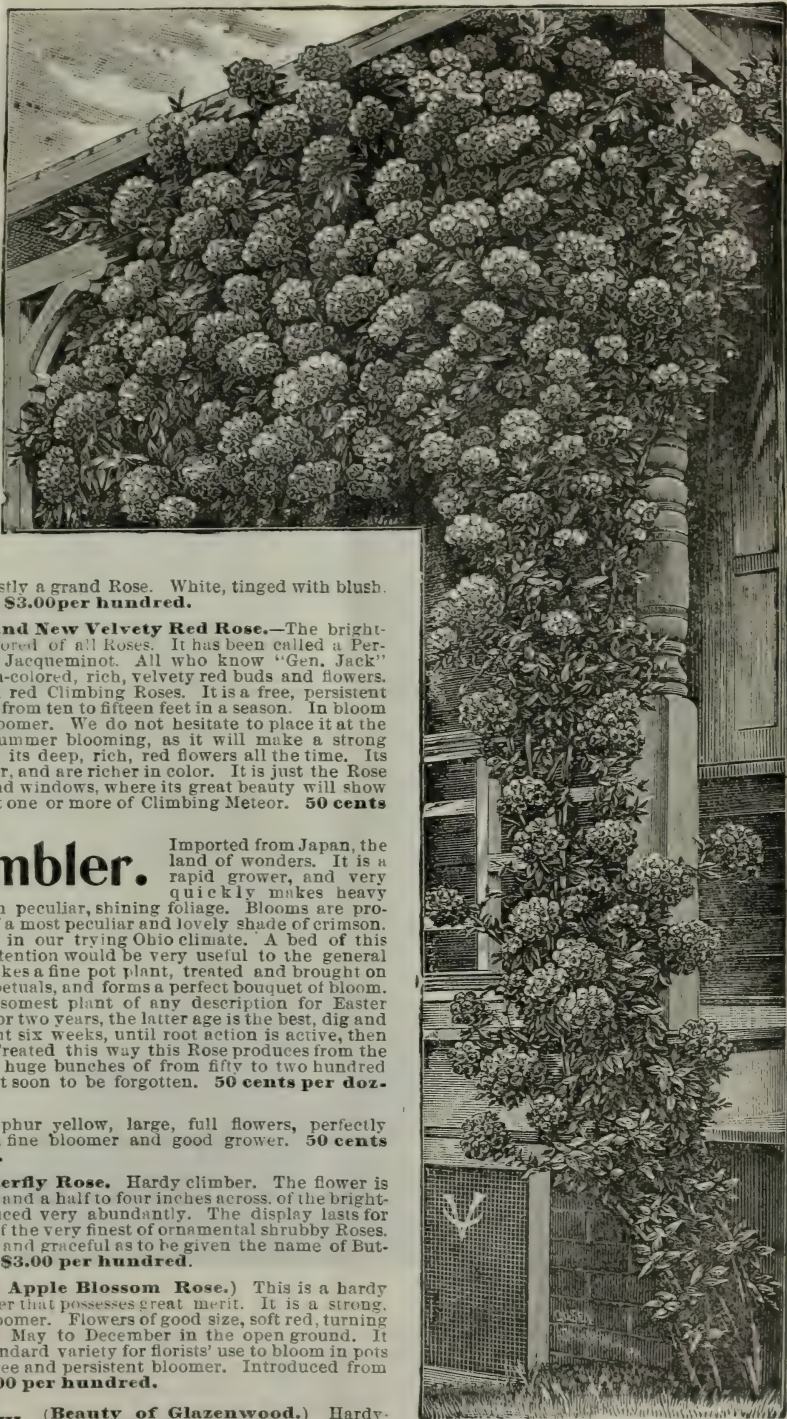 stly a grand Rose. White, tinged with blush.
$3.00per hundred.
nd New Velvety Red Rose.—The bright-
ored of all Roses. It has been called a Per-
Jacqueminot. All who know "Gen. Jack"
-colored, rich, velvety red buds and flowers.
red Climbing Roses. It is a free, persistent
from ten to fifteen feet in a season. In bloom
oomer. We do not hesitate to place it at the
ummer blooming, as it will make a strong
its deep, rich, red flowers all the time. Its
r, and are richer in color. It is just the Rose
nd windows, where its great beauty will show
t one or more of Climbing Meteor. 50 cents
mbler.
Imported from Japan, the
land of wonders. It is a
rapid grower, and very
quickly makes heavy
h peculiar, shining foliage. Blooms are pro-
f a most peculiar and lovely shade of crimson.
in our trying Ohio climate. A bed of this
tention would be very useful to the general
kes a fine pot plant, treated and brought on
petuals, and forms a perfect bouquet of bloom.
somest plant of any description for Easter
or two years, the latter age is the best, dig and
nt six weeks, until root action is active, then
reated this way this Rose produces from the
huge bunches of from fifty to two hundred
t soon to be forgotten. 50 cents per doz-
phur yellow, large, full flowers, perfectly
fine bloomer and good grower. 50 cents
erfly Rose. Hardy climber. The flower is
and a half to four inches across, of the bright-
ced very abundantly. The display lasts for
f the very finest of ornamental shrubby Roses.
and graceful as to be given the name of But-
$3.00 per hundred.
Apple Blossom Rose.) This is a hardy
er that possesses great merit. It is a strong,
oomer. Flowers of good size, soft red, turning
May to December in the open ground. It
ndard variety for florists' use to bloom in pots
ee and persistent bloomer. Introduced from
00 per hundred.
(Beauty of Glazenwood.) Hardy-